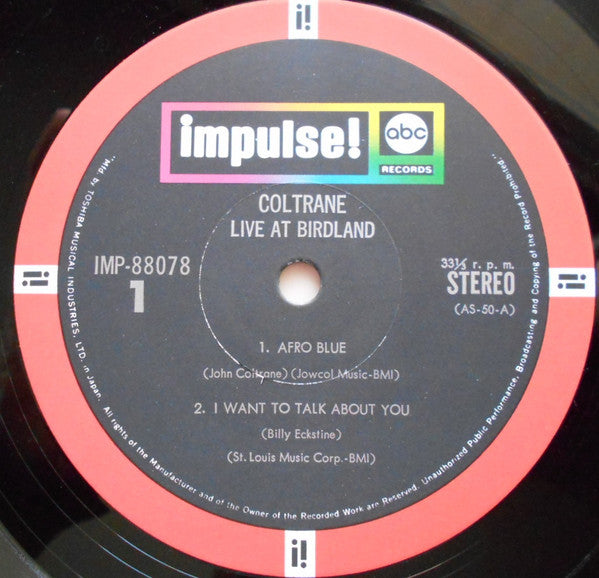 i!
impulse!
abc
RECORDS
COLTRANE
LIVE AT BIRDLAND
IMP-88078
1
33⅓ r. p. m.
STEREO
(AS-50-A)
i!
i!
1. AFRO BLUE
(John Coltrane) (Jowcol Music-BMI)
2. I WANT TO TALK ABOUT YOU
(Billy Eckstine)
(St. Louis Music Corp.-BMI)
"Mfd by TOSHIBA MUSICAL INDUSTRIES, LTD. in Japan. All rights of the Manufacturer and of the Owner of the Recorded Work are Reserved. Unauthorized Public Performance, Broadcasting and Copying of the Record Prohibited."
i!